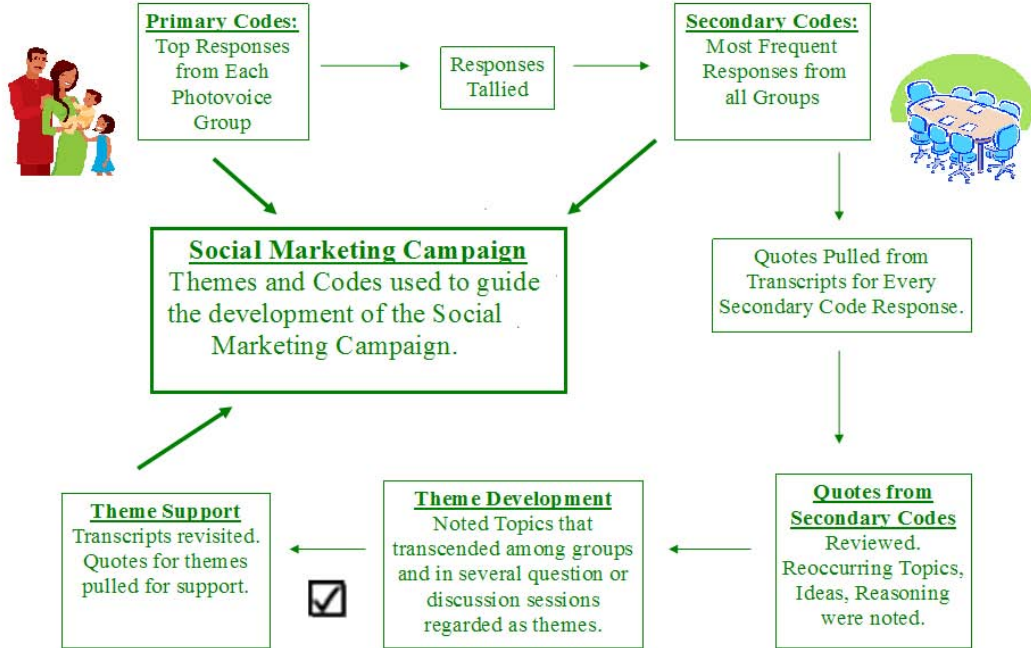 Primary Codes:
Top Responses
from Each
Photovoice
Group
Responses
Tallied
Secondary Codes:
Most Frequent
Responses from
all Groups
Social Marketing Campaign
Themes and Codes used to guide
the development of the Social
Marketing Campaign.
Quotes Pulled from
Transcripts for Every
Secondary Code Response.
Theme Support
Transcripts revisited.
Quotes for themes
pulled for support.
Theme Development
Noted Topics that
transcended among groups
and in several question or
discussion sessions
regarded as themes.
Quotes from
Secondary Codes
Reviewed.
Reoccurring Topics,
Ideas, Reasoning
were noted.